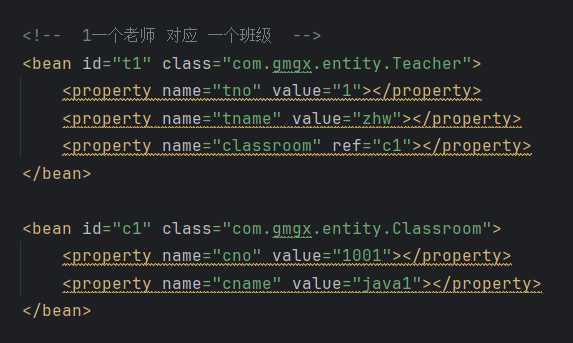 <!--  1一个老师 对应 一个班级  -->
<bean id="t1" class="com.gmgx.entity.Teacher">
    <property name="tno" value="1"></property>
    <property name="tname" value="zhw"></property>
    <property name="classroom" ref="c1"></property>
</bean>
<bean id="c1" class="com.gmgx.entity.Classroom">
    <property name="cno" value="1001"></property>
    <property name="cname" value="java1"></property>
</bean>